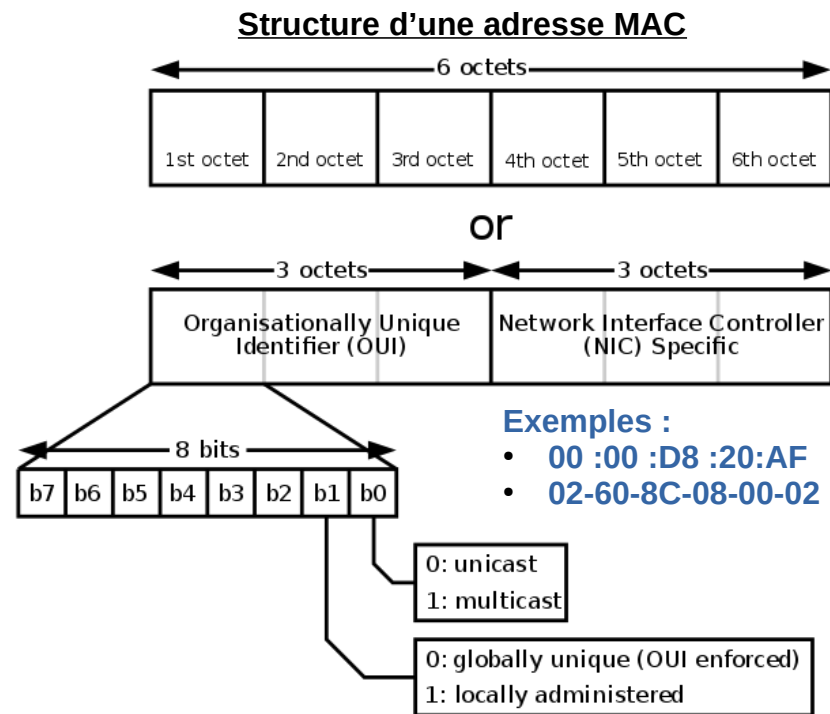 Structure d’une adresse MAC
6 octets
1st octet 2nd octet 3rd octet 4th octet 5th octet 6th octet
or
3 octets 3 octets
Organisationally Unique Identifier (OUI)
Network Interface Controller (NIC) Specific
Exemples :
• 00 :00 :D8 :20:AF
• 02-60-8C-08-00-02
8 bits
b7 b6 b5 b4 b3 b2 b1 b0
0: unicast
1: multicast
0: globally unique (OUI enforced)
1: locally administered